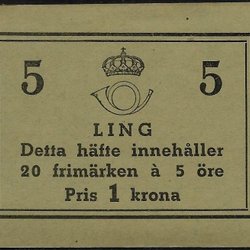 5 5
LING
Detta häfte innehåller
20 frimärken à 5 öre
Pris 1 krona